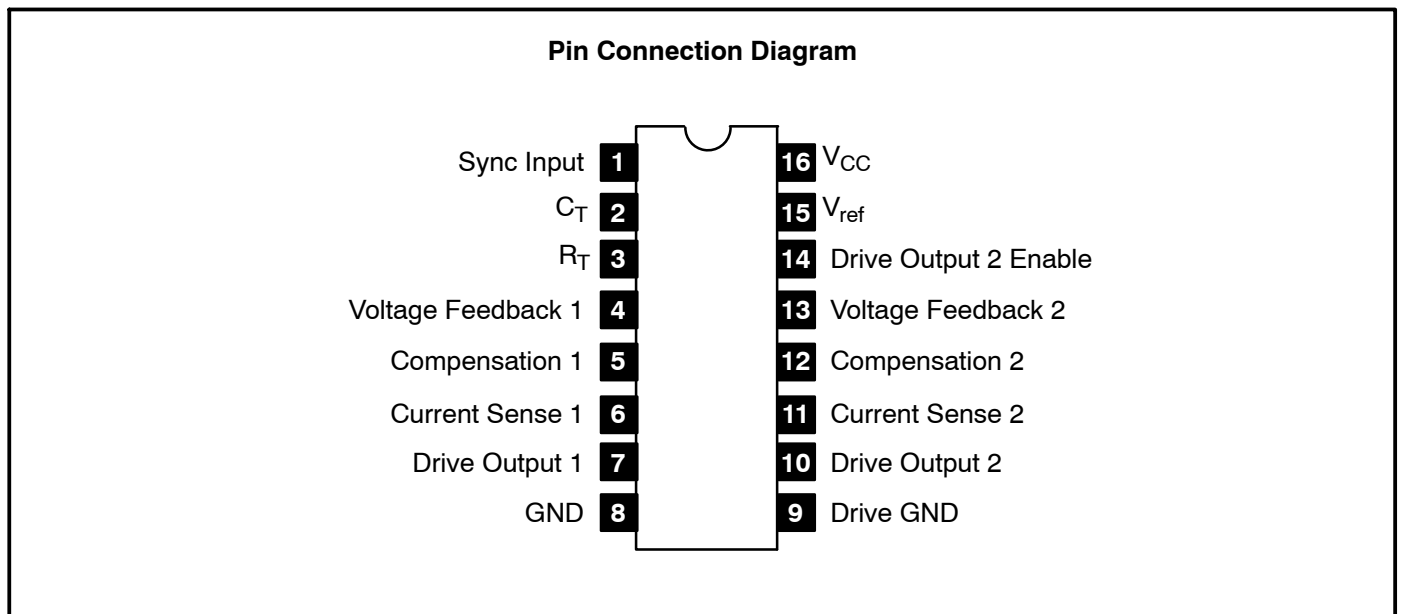 Pin Connection Diagram
Sync Input 1 16 VCC
CT 2 15 Vref
RT 3 14 Drive Output 2 Enable
Voltage Feedback 1 4 13 Voltage Feedback 2
Compensation 1 5 12 Compensation 2
Current Sense 1 6 11 Current Sense 2
Drive Output 1 7 10 Drive Output 2
GND 8 9 Drive GND